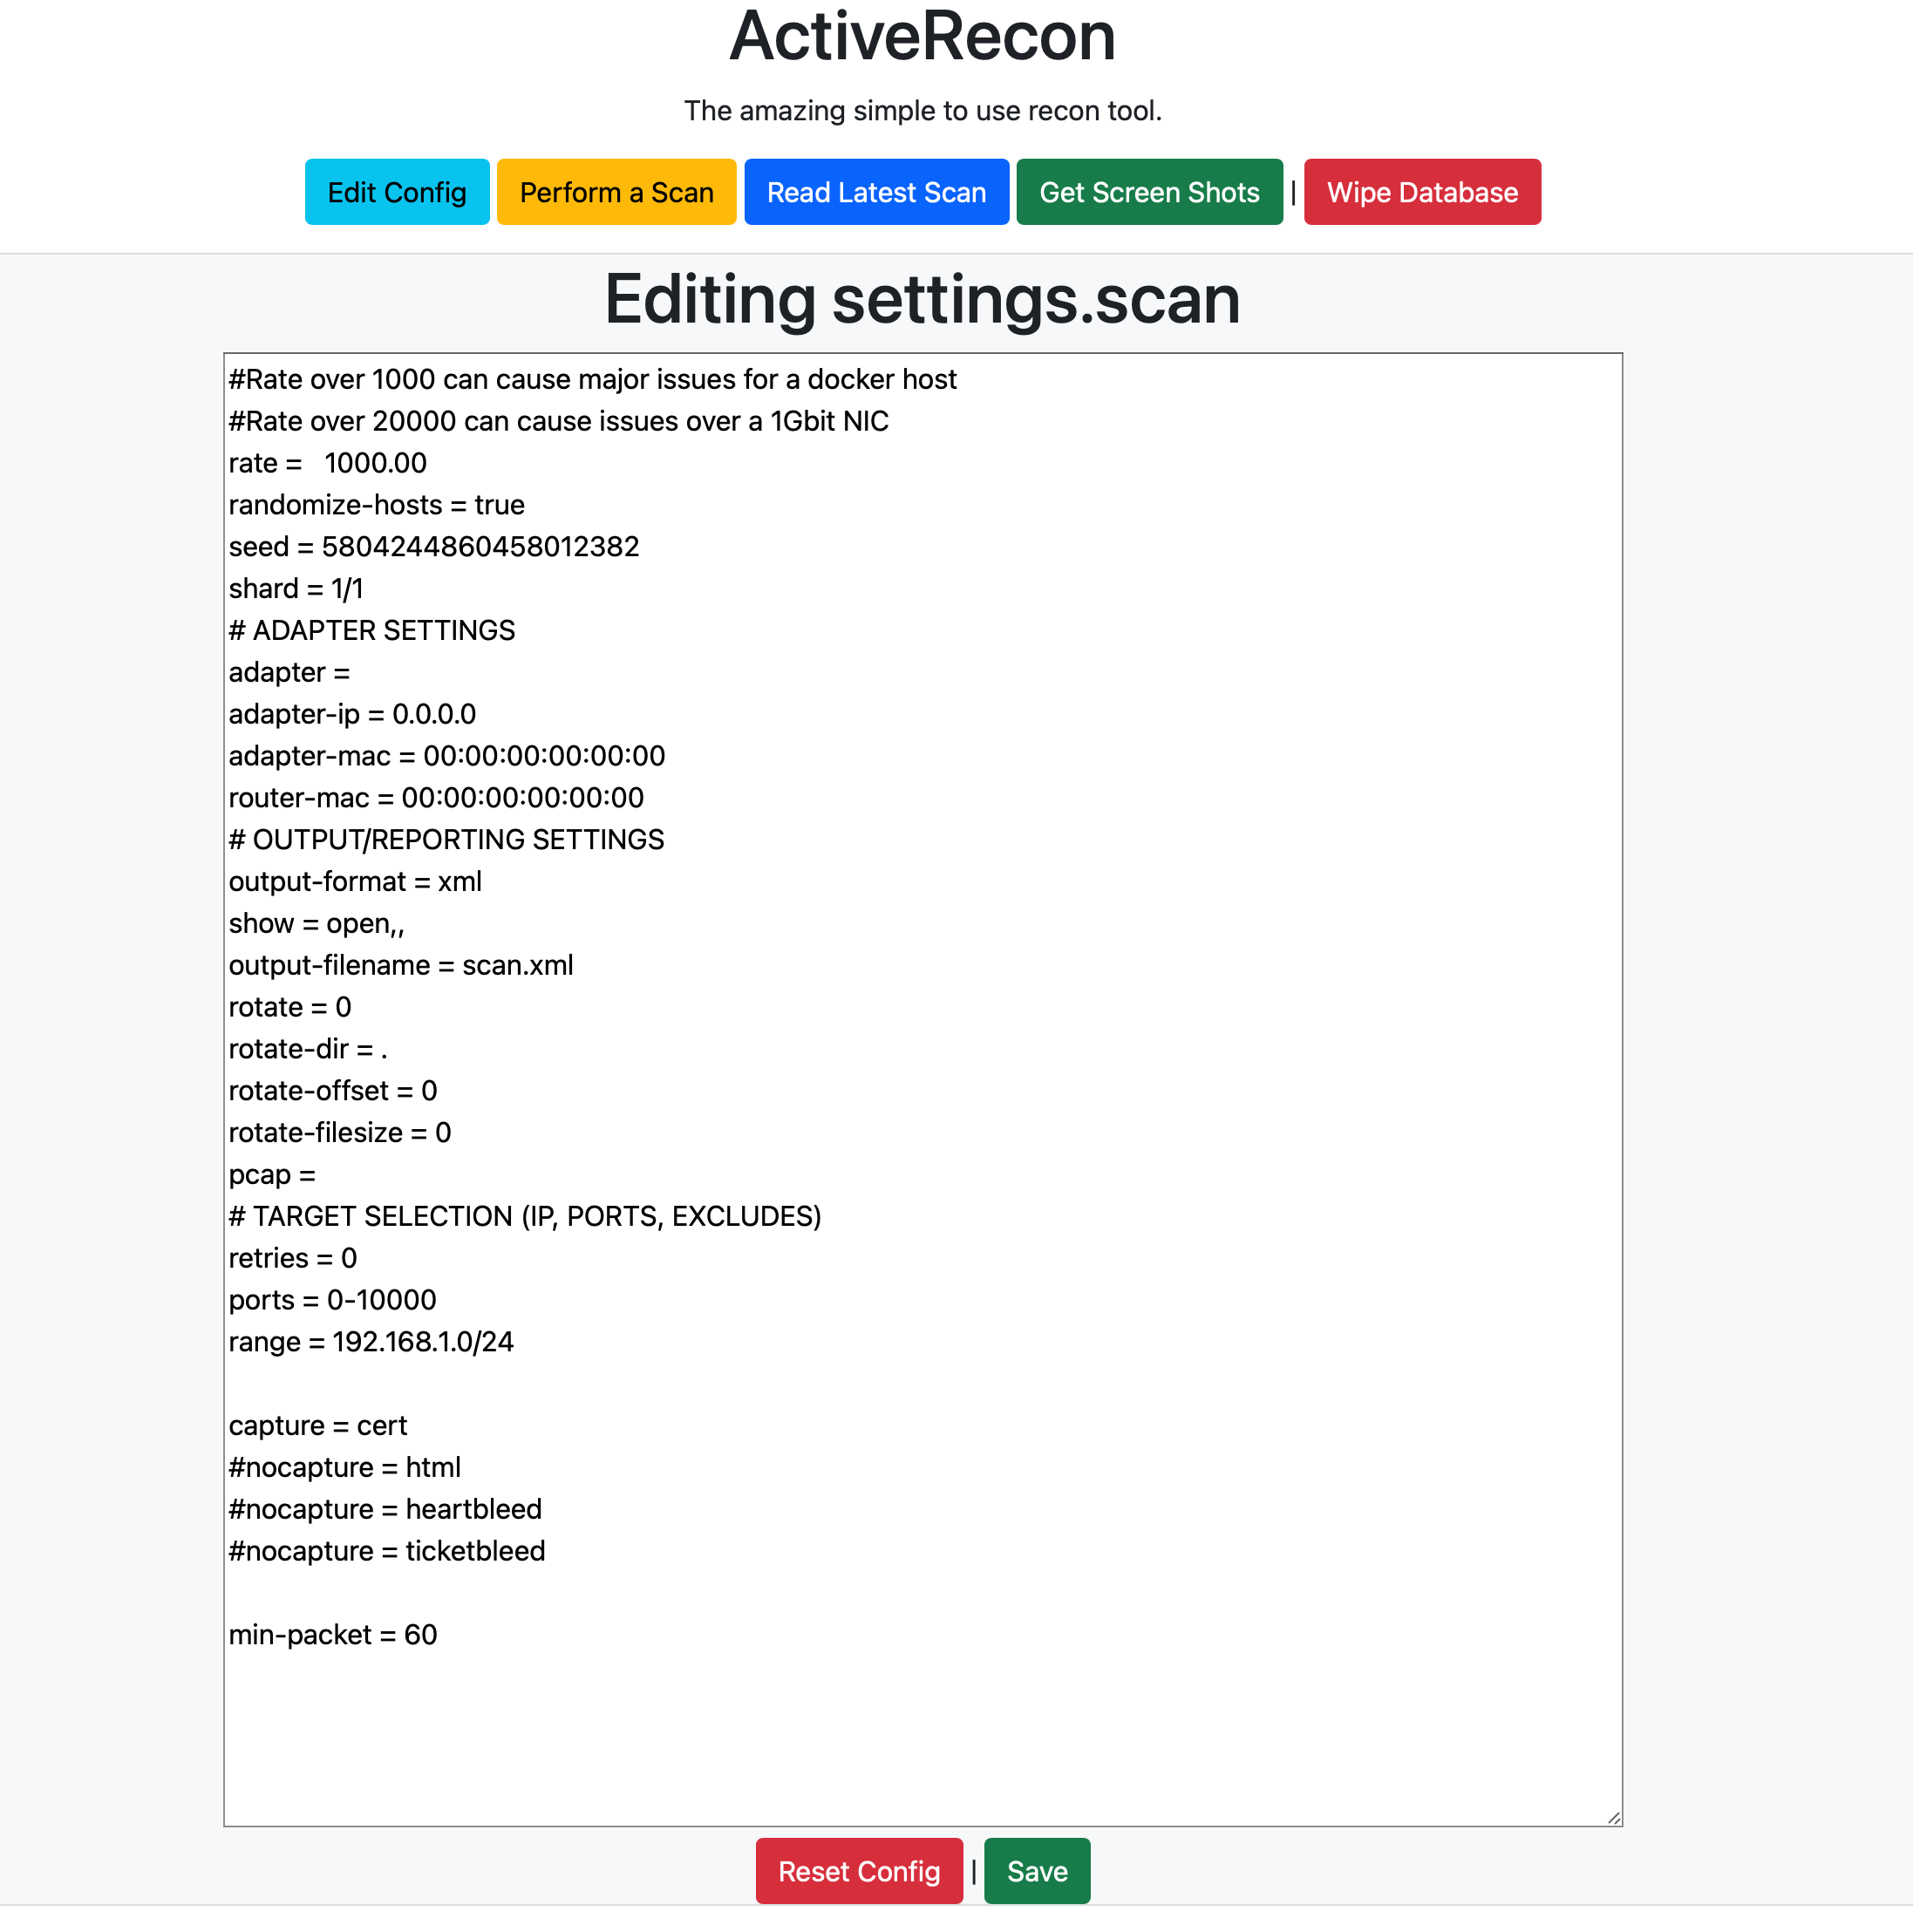 ActiveRecon
The amazing simple to use recon tool.
Edit Config Perform a Scan Read Latest Scan Get Screen Shots | Wipe Database
Editing settings.scan
#Rate over 1000 can cause major issues for a docker host
#Rate over 20000 can cause issues over a 1Gbit NIC
rate =   1000.00
randomize-hosts = true
seed = 5804244860458012382
shard = 1/1
# ADAPTER SETTINGS
adapter =
adapter-ip = 0.0.0.0
adapter-mac = 00:00:00:00:00:00
router-mac = 00:00:00:00:00:00
# OUTPUT/REPORTING SETTINGS
output-format = xml
show = open,,
output-filename = scan.xml
rotate = 0
rotate-dir = .
rotate-offset = 0
rotate-filesize = 0
pcap =
# TARGET SELECTION (IP, PORTS, EXCLUDES)
retries = 0
ports = 0-10000
range = 192.168.1.0/24
capture = cert
#nocapture = html
#nocapture = heartbleed
#nocapture = ticketbleed
min-packet = 60
Reset Config | Save